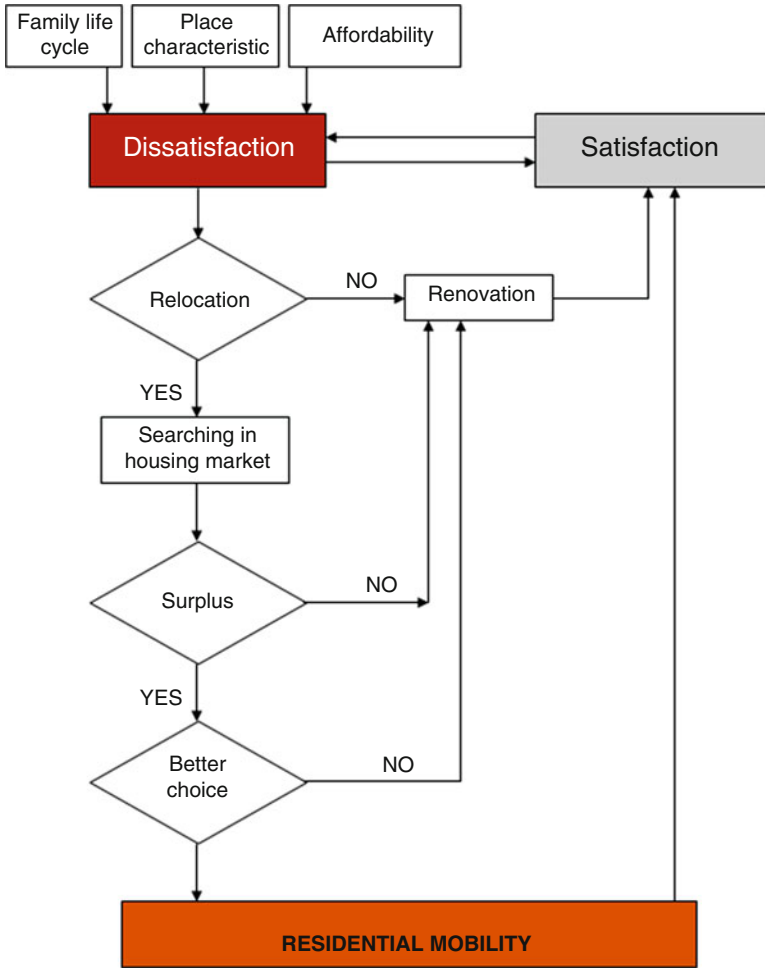 Family life
cycle
Place
characteristic
Affordability
Dissatisfaction
Satisfaction
Relocation
NO
Renovation
YES
Searching in
housing market
Surplus
NO
YES
Better
choice
NO
RESIDENTIAL MOBILITY